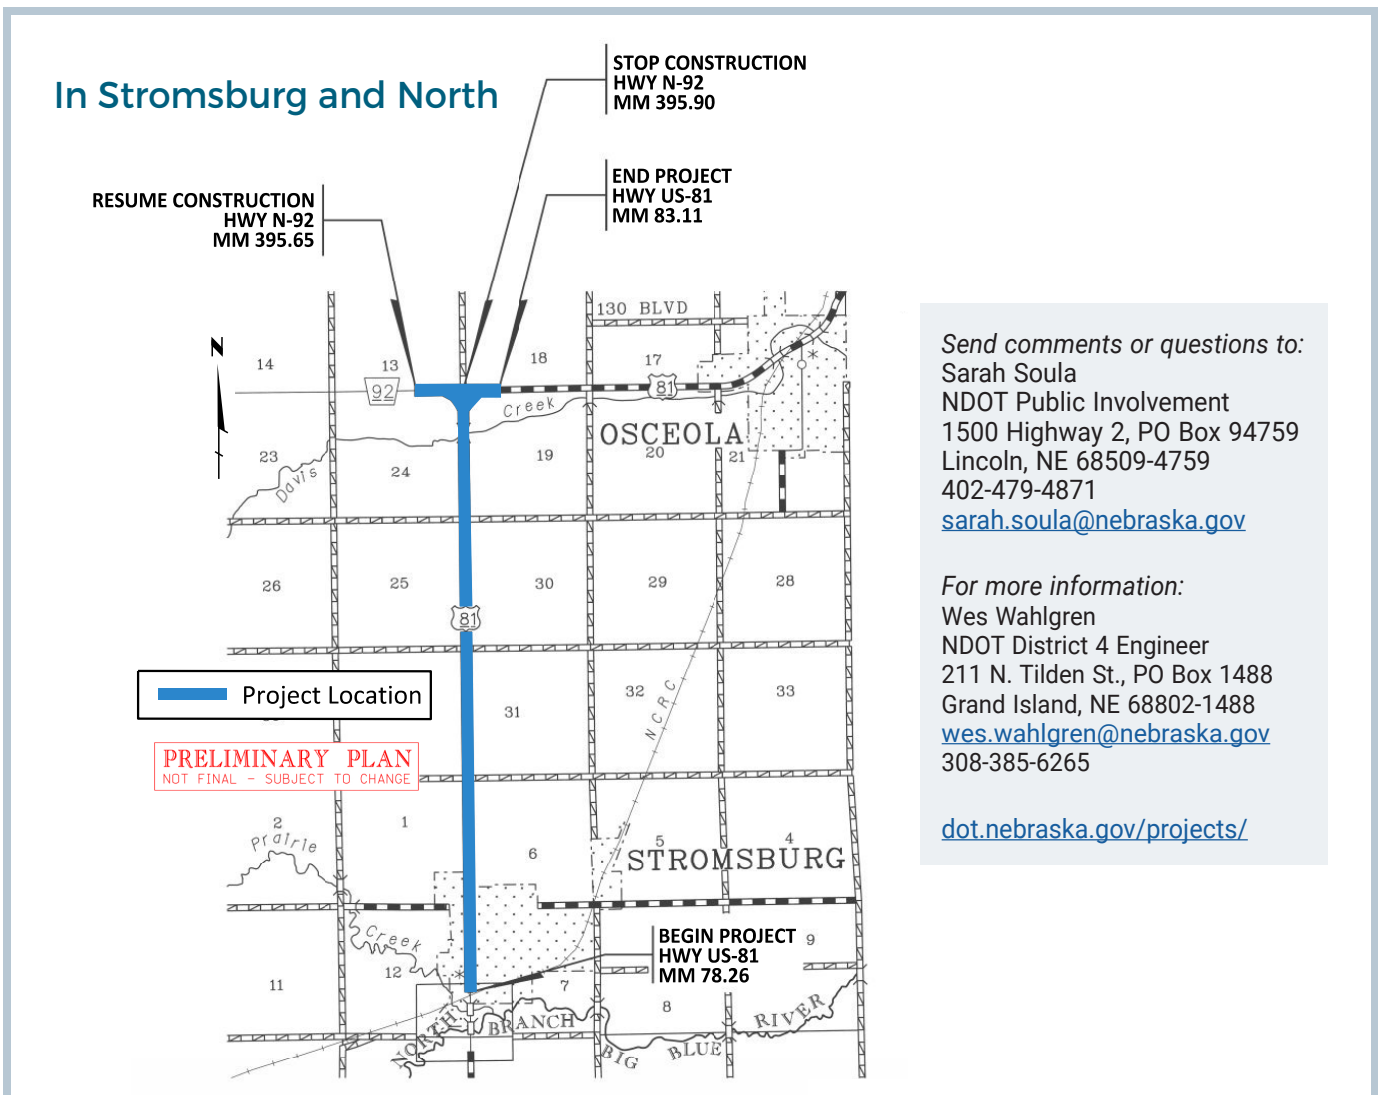 In Stromsburg and North
STOP CONSTRUCTION
HWY N-92
MM 395.90
END PROJECT
HWY US-81
MM 83.11
RESUME CONSTRUCTION
HWY N-92
MM 395.65
N
130 BLVD
14
13
18
17
92
81
Creek
OSCEOLA
23
Davis
24
19
20
21
26
25
30
29
28
81
Project Location
31
32
33
NCRC
PRELIMINARY PLAN
NOT FINAL – SUBJECT TO CHANGE
2
1
6
5
4
Prairie
STROMSBURG
Creek
BEGIN PROJECT
HWY US-81
MM 78.26
9
11
12
7
8
NORTH BRANCH BIG BLUE RIVER
Send comments or questions to:
Sarah Soula
NDOT Public Involvement
1500 Highway 2, PO Box 94759
Lincoln, NE 68509-4759
402-479-4871
sarah.soula@nebraska.gov
For more information:
Wes Wahlgren
NDOT District 4 Engineer
211 N. Tilden St., PO Box 1488
Grand Island, NE 68802-1488
wes.wahlgren@nebraska.gov
308-385-6265
dot.nebraska.gov/projects/